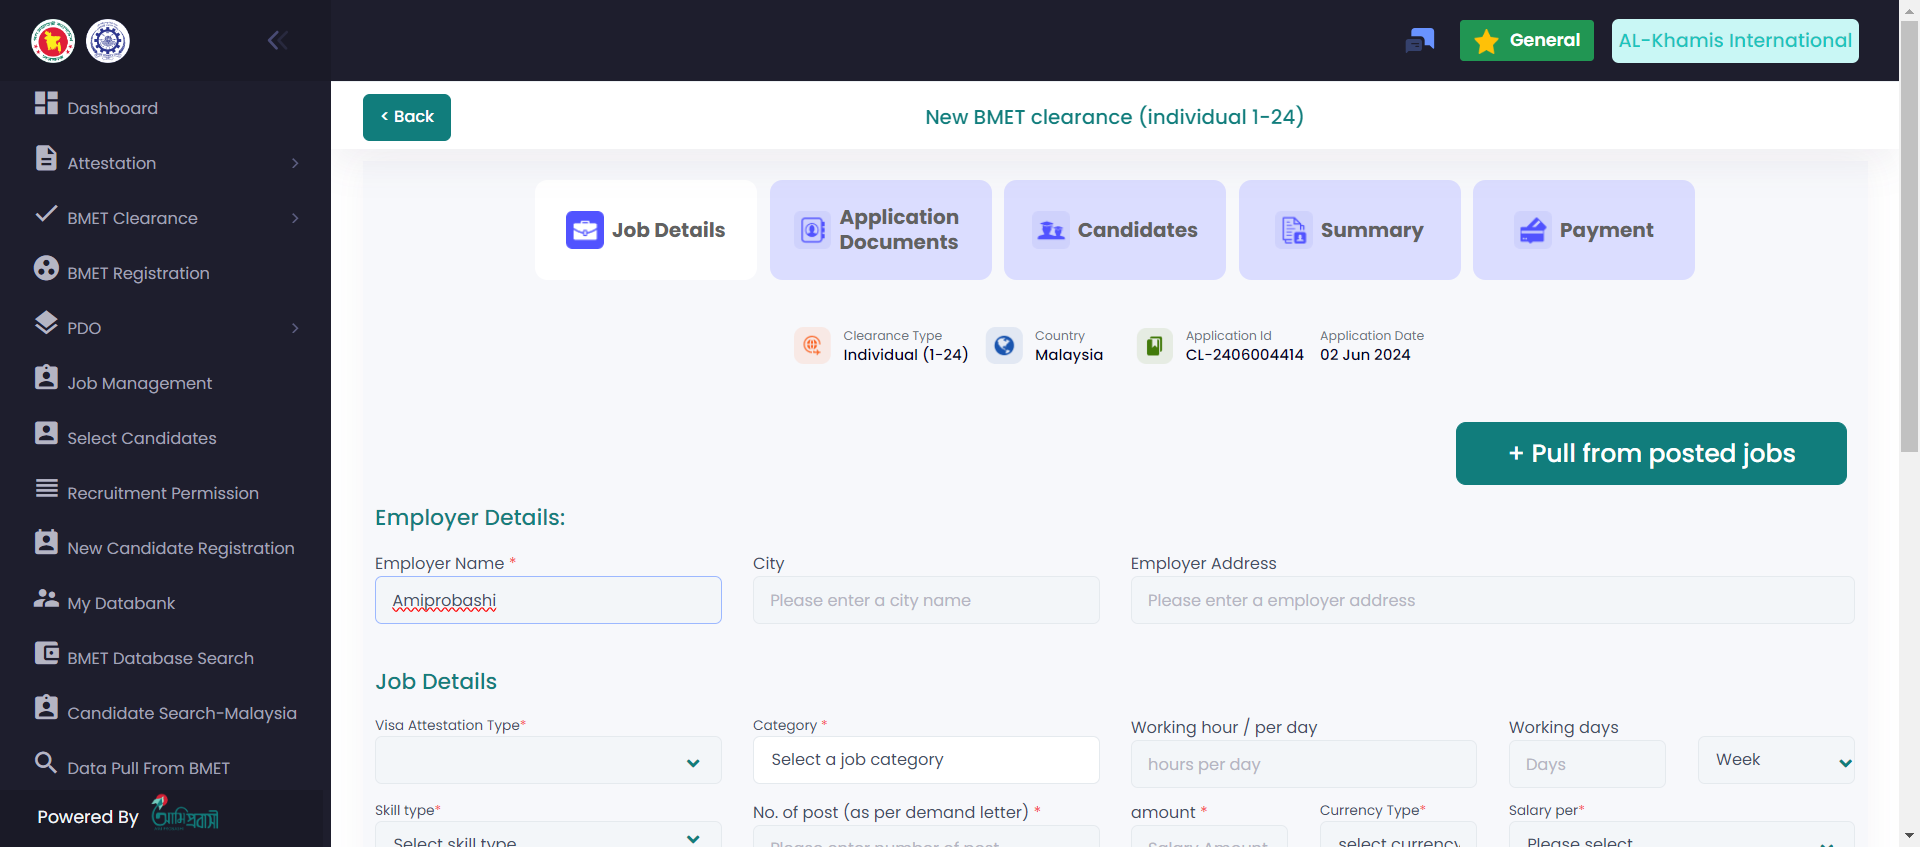 General
AL-Khamis International
Dashboard
Attestation
BMET Clearance
BMET Registration
PDO
Job Management
Select Candidates
Recruitment Permission
New Candidate Registration
My Databank
BMET Database Search
Candidate Search-Malaysia
Data Pull From BMET
Powered By আমি প্রবাসী
< Back
New BMET clearance (individual 1-24)
Job Details
Application Documents
Candidates
Summary
Payment
Clearance Type
Individual (1-24)
Country
Malaysia
Application Id
CL-2406004414
Application Date
02 Jun 2024
+ Pull from posted jobs
Employer Details:
Employer Name *
Amiprobashi
City
Please enter a city name
Employer Address
Please enter a employer address
Job Details
Visa Attestation Type*
Category *
Select a job category
Working hour / per day
hours per day
Working days
Days
Week
Skill type*
Select skill type
No. of post (as per demand letter) *
Please enter number of post
amount *
Salary Amount
Currency Type*
select currency
Salary per*
Please select